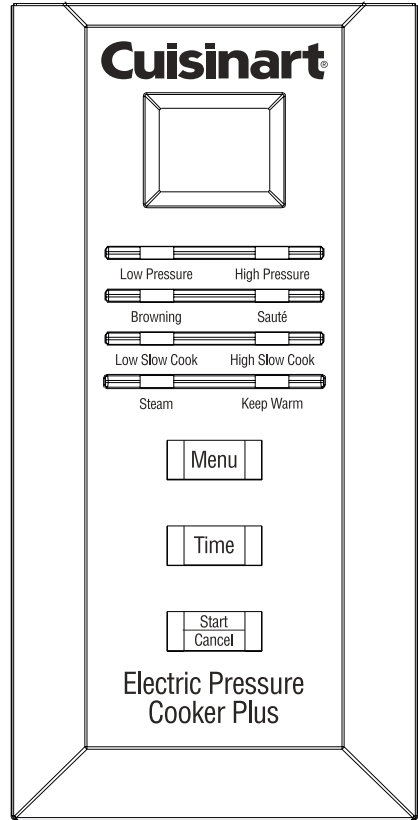 Cuisinart®
Low Pressure High Pressure
Browning Sauté
Low Slow Cook High Slow Cook
Steam Keep Warm
Menu
Time
Start
Cancel
Electric Pressure
Cooker Plus